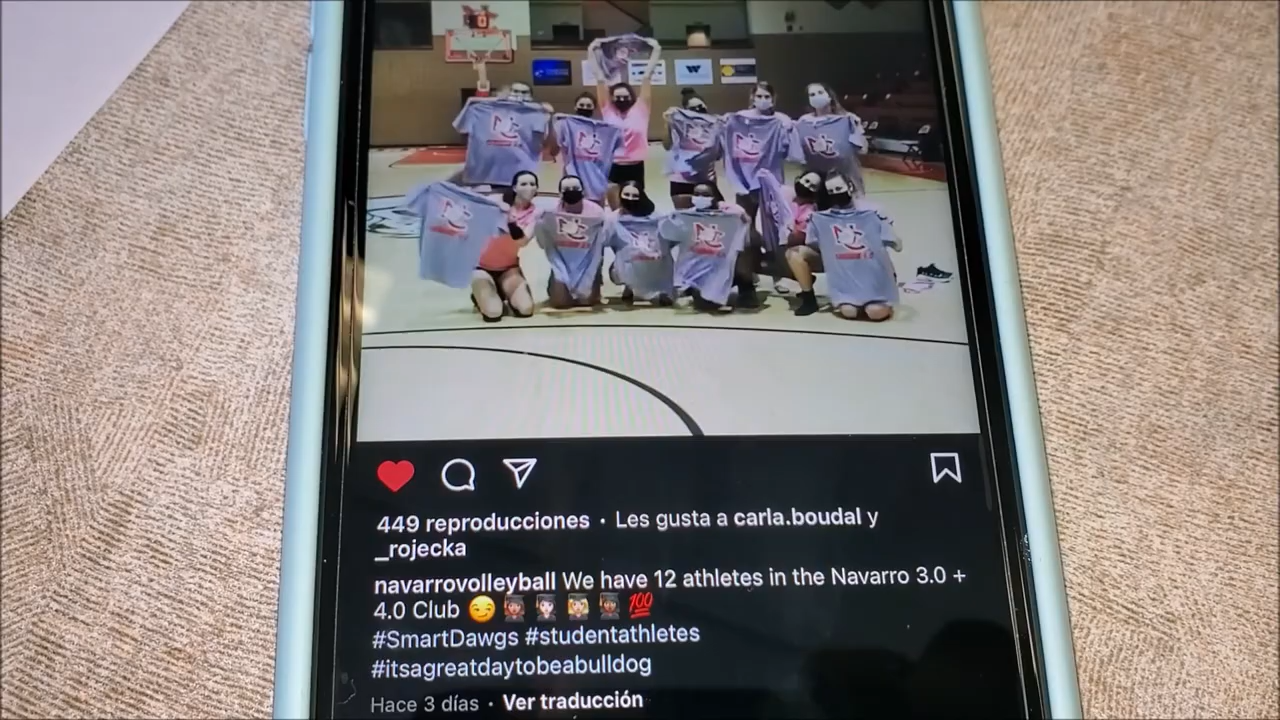 449 reproducciones · Les gusta a carla.boudal y
_rojecka
navarrovolleyball We have 12 athletes in the Navarro 3.0 +
4.0 Club 😏👩🏽‍🎓👩🏻‍🎓👩🏼‍🎓👩🏾‍🎓💯
#SmartDawgs #studentathletes
#itsagreatdaytobeabulldog
Hace 3 días · Ver traducción